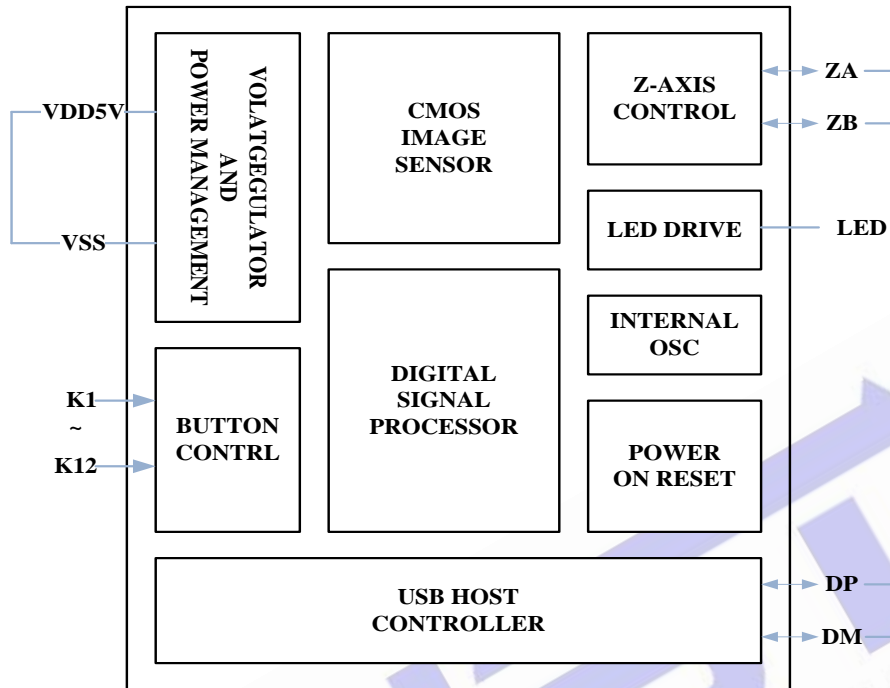 VOLATGEGULATOR
AND
POWER MANAGEMENT
CMOS
IMAGE
SENSOR
Z-AXIS
CONTROL
ZA
ZB
VDD5V
VSS
LED DRIVE
LED
INTERNAL
OSC
DIGITAL
SIGNAL
PROCESSOR
K1
~
K12
BUTTON
CONTRL
POWER
ON RESET
USB HOST
CONTROLLER
DP
DM